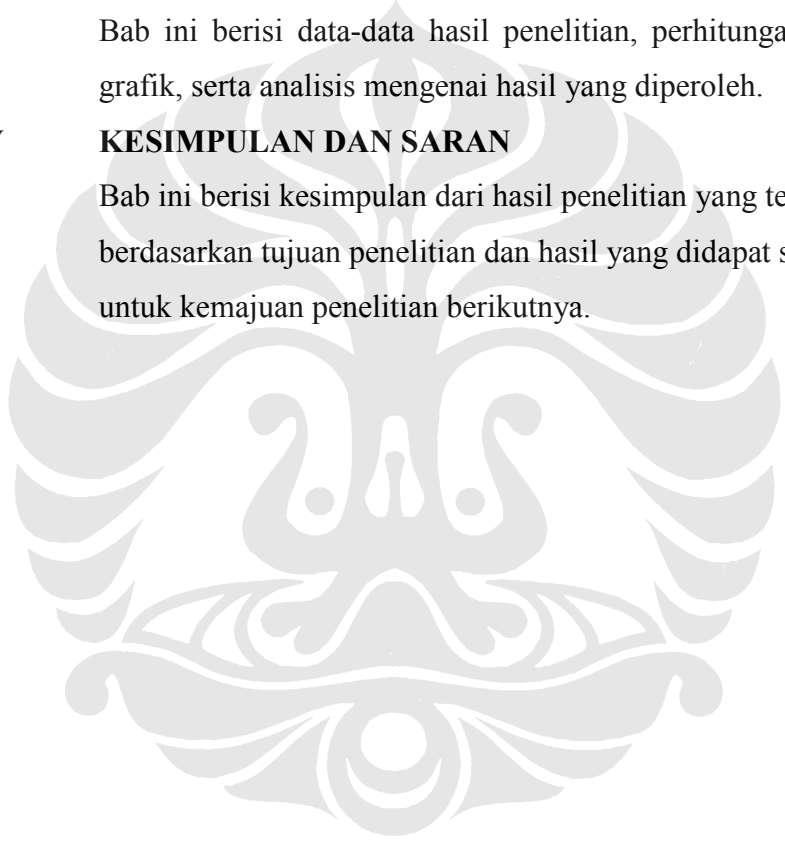 Bab ini berisi data-data hasil penelitian, perhitunga
grafik, serta analisis mengenai hasil yang diperoleh.
KESIMPULAN DAN SARAN
Bab ini berisi kesimpulan dari hasil penelitian yang te
berdasarkan tujuan penelitian dan hasil yang didapat s
untuk kemajuan penelitian berikutnya.